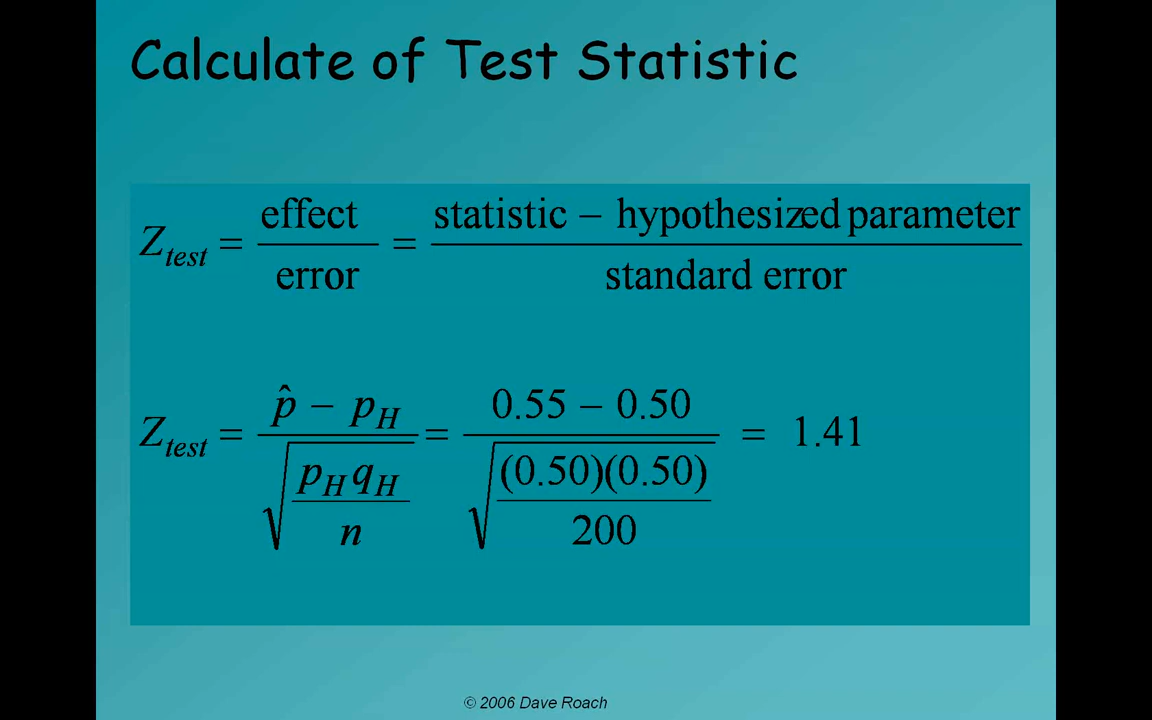 Calculate of Test Statistic
Z_test = effect / error = statistic − hypothesized parameter / standard error
Z_test = (p̂ − p_H) / √(p_H q_H / n) = (0.55 − 0.50) / √((0.50)(0.50) / 200) = 1.41
© 2006 Dave Roach